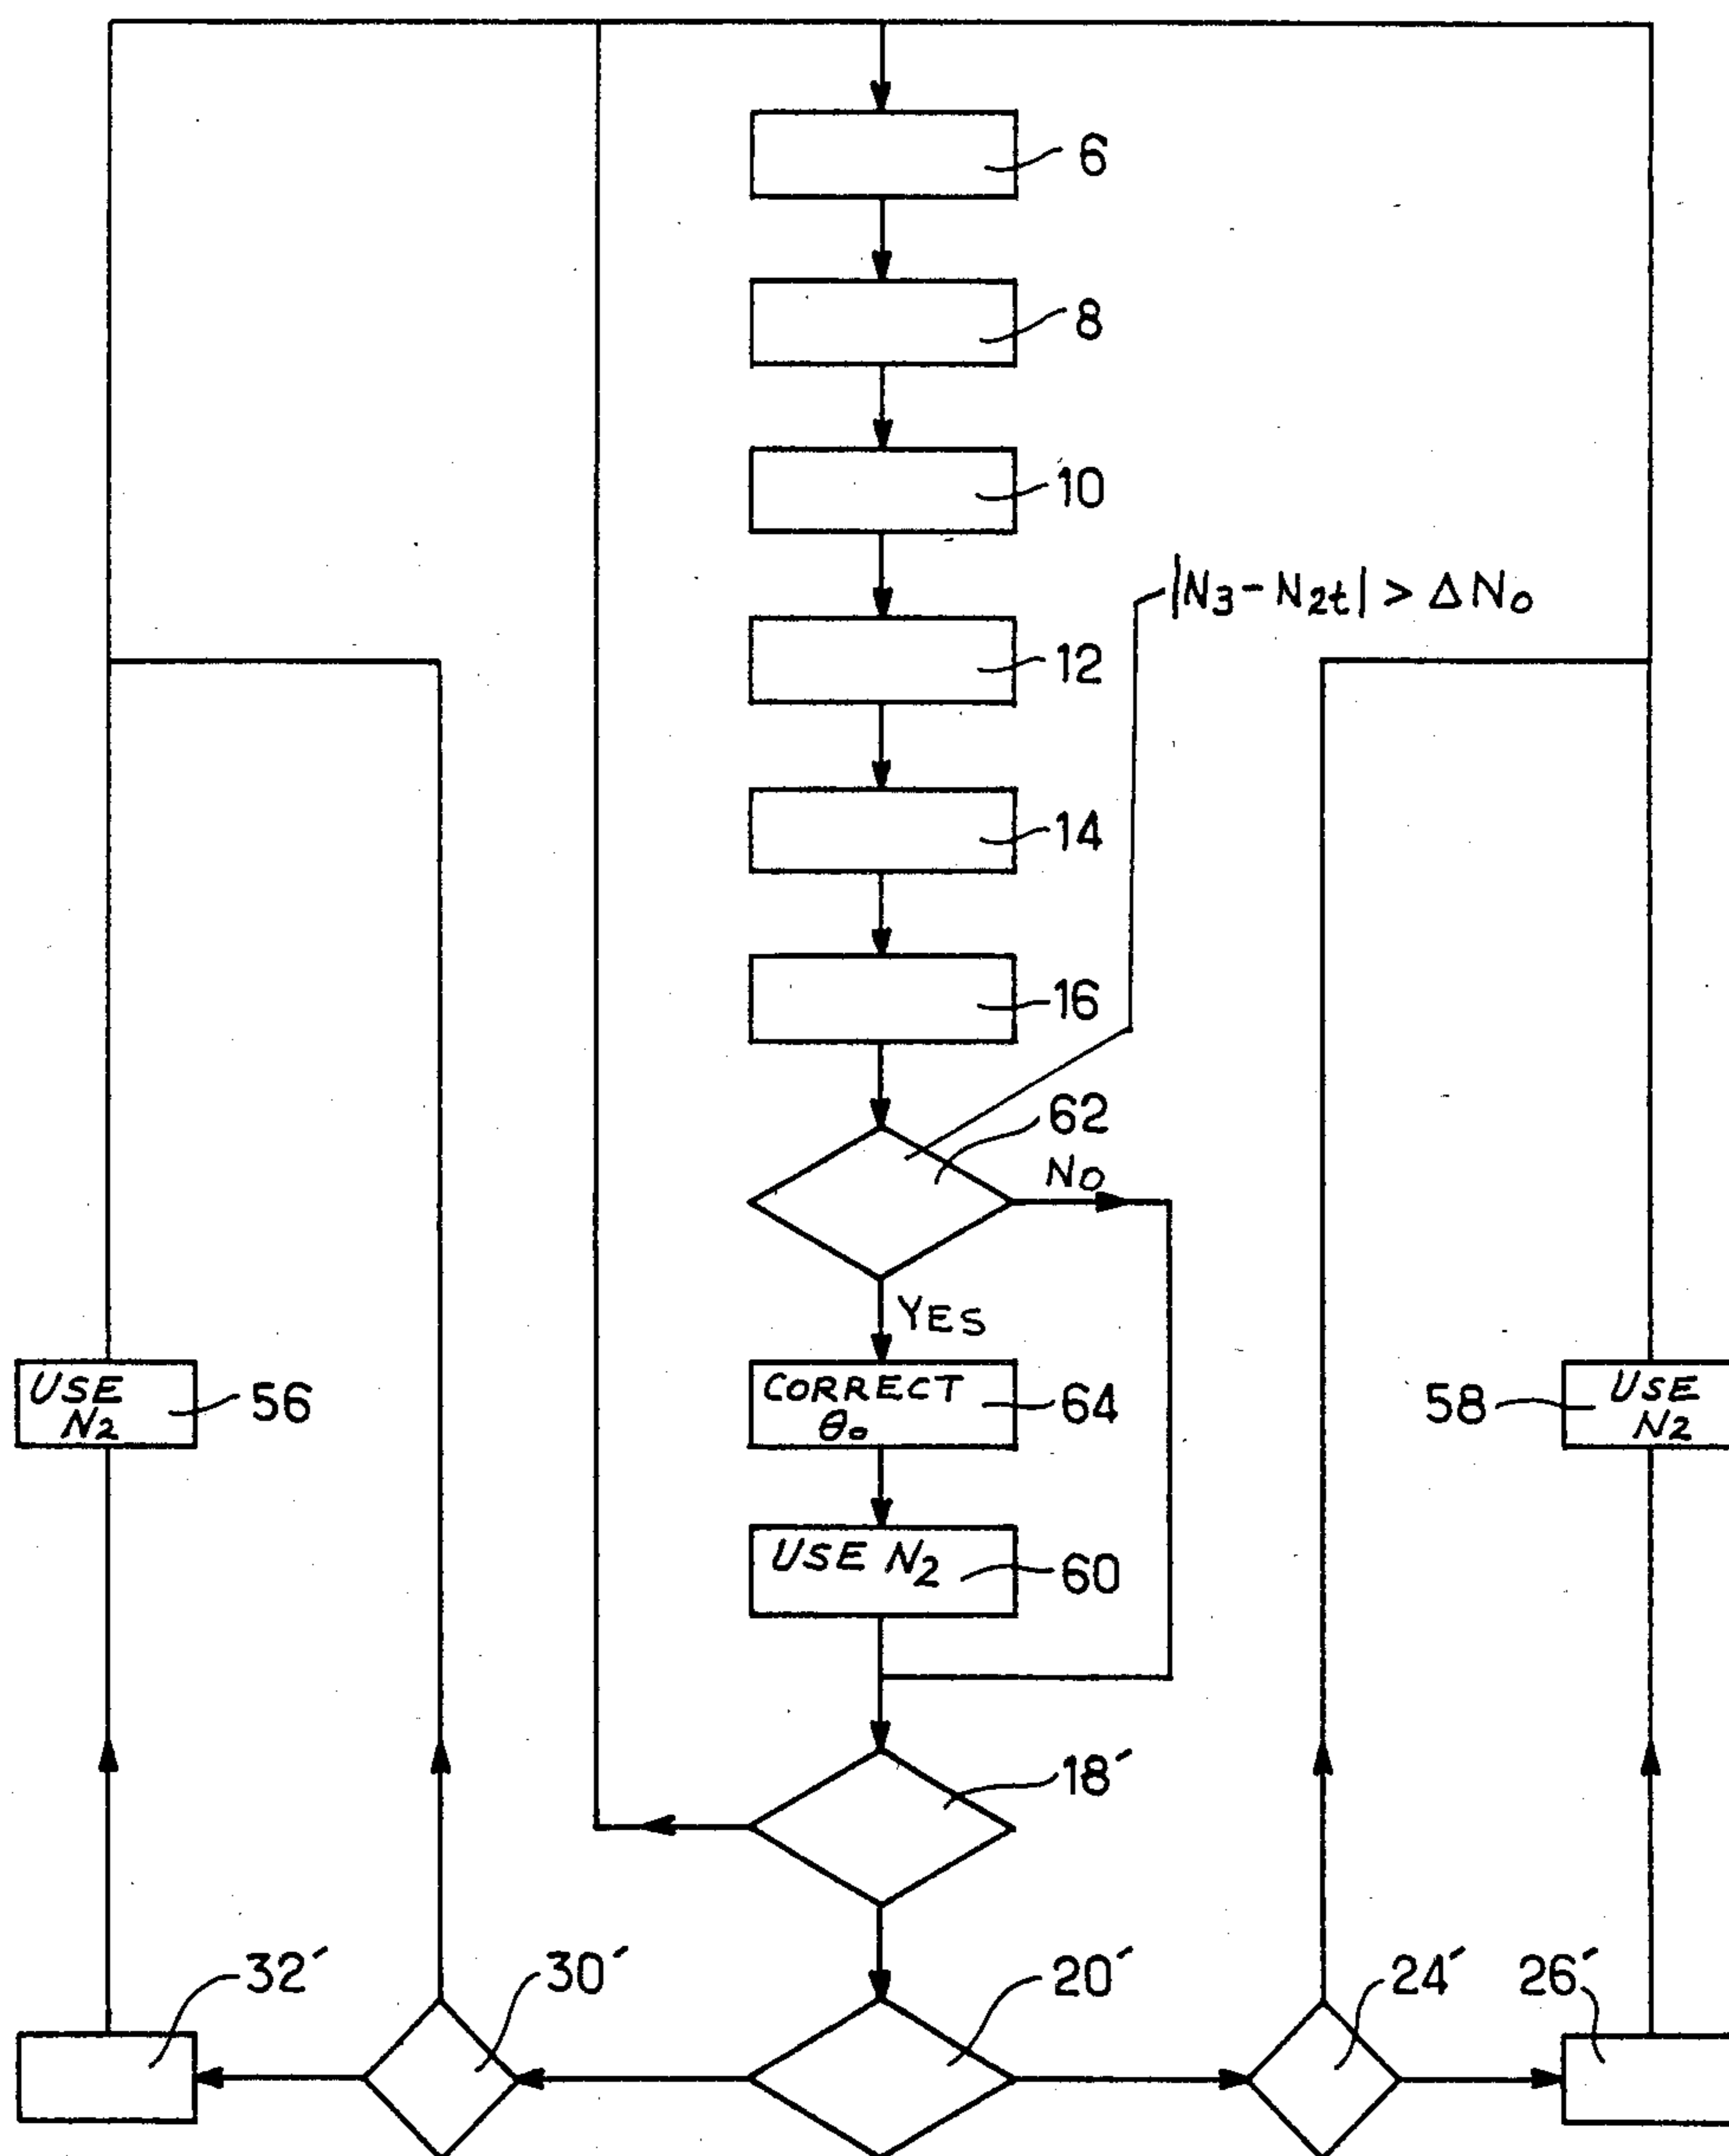 6
8
10
|N3-N2t| > ΔNo
12
14
16
62
NO
YES
USE
N2
56
CORRECT
θo
64
58
USE
N2
USE N2
60
18′
32′
30′
20′
24′
26′